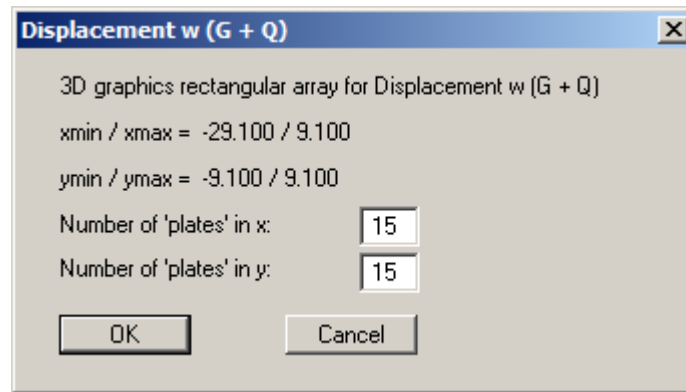 Displacement w (G + Q)
3D graphics rectangular array for Displacement w (G + Q)
xmin / xmax = -29.100 / 9.100
ymin / ymax = -9.100 / 9.100
Number of 'plates' in x: 15
Number of 'plates' in y: 15
OK Cancel